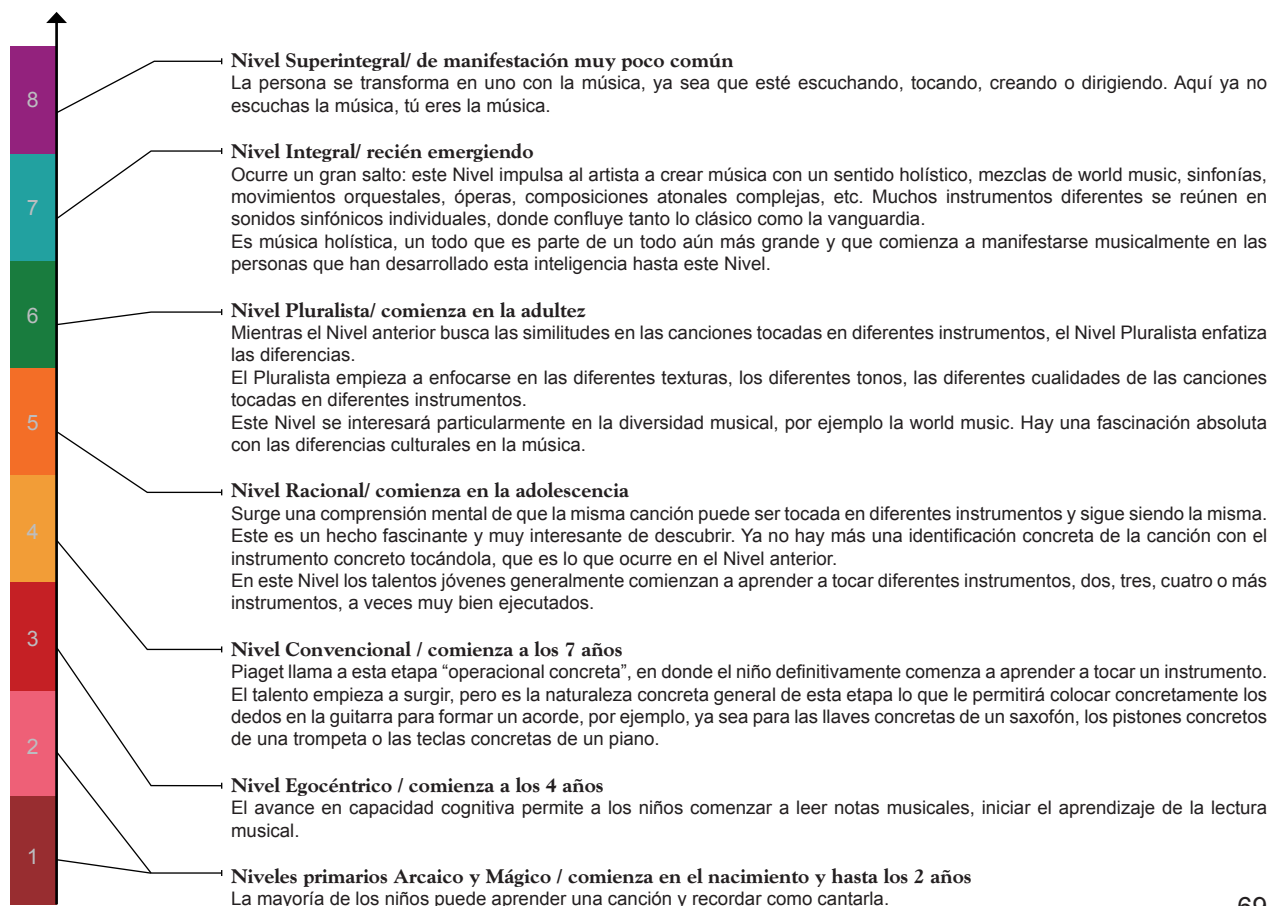 Nivel Superintegral/ de manifestación muy poco común
La persona se transforma en uno con la música, ya sea que esté escuchando, tocando, creando o dirigiendo. Aquí ya no
escuchas la música, tú eres la música.
8
Nivel Integral/ recién emergiendo
Ocurre un gran salto: este Nivel impulsa al artista a crear música con un sentido holístico, mezclas de world music, sinfonías,
movimientos orquestales, óperas, composiciones atonales complejas, etc. Muchos instrumentos diferentes se reúnen en
sonidos sinfónicos individuales, donde confluye tanto lo clásico como la vanguardia.
Es música holística, un todo que es parte de un todo aún más grande y que comienza a manifestarse musicalmente en las
personas que han desarrollado esta inteligencia hasta este Nivel.
7
Nivel Pluralista/ comienza en la adultez
Mientras el Nivel anterior busca las similitudes en las canciones tocadas en diferentes instrumentos, el Nivel Pluralista enfatiza
las diferencias.
El Pluralista empieza a enfocarse en las diferentes texturas, los diferentes tonos, las diferentes cualidades de las canciones
tocadas en diferentes instrumentos.
Este Nivel se interesará particularmente en la diversidad musical, por ejemplo la world music. Hay una fascinación absoluta
con las diferencias culturales en la música.
6
Nivel Racional/ comienza en la adolescencia
Surge una comprensión mental de que la misma canción puede ser tocada en diferentes instrumentos y sigue siendo la misma.
Este es un hecho fascinante y muy interesante de descubrir. Ya no hay más una identificación concreta de la canción con el
instrumento concreto tocándola, que es lo que ocurre en el Nivel anterior.
En este Nivel los talentos jóvenes generalmente comienzan a aprender a tocar diferentes instrumentos, dos, tres, cuatro o más
instrumentos, a veces muy bien ejecutados.
5
Nivel Convencional / comienza a los 7 años
Piaget llama a esta etapa “operacional concreta”, en donde el niño definitivamente comenza a aprender a tocar un instrumento.
El talento empieza a surgir, pero es la naturaleza concreta general de esta etapa lo que le permitirá colocar concretamente los
dedos en la guitarra para formar un acorde, por ejemplo, ya sea para las llaves concretas de un saxofón, los pistones concretos
de una trompeta o las teclas concretas de un piano.
4
Nivel Egocéntrico / comienza a los 4 años
El avance en capacidad cognitiva permite a los niños comenzar a leer notas musicales, iniciar el aprendizaje de la lectura
musical.
3
Niveles primarios Arcaico y Mágico / comienza en el nacimiento y hasta los 2 años
La mayoría de los niños puede aprender una canción y recordar como cantarla.
2
1
69